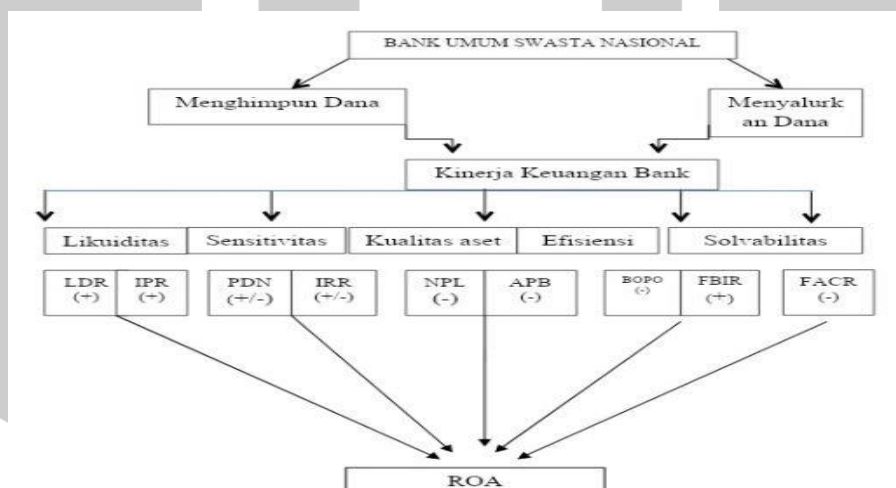 BANK UMUM SWASTA NASIONAL
Menghimpun Dana
Menyalurk
an Dana
Kinerja Keuangan Bank
Likuiditas Sensitivitas Kualitas aset Efisiensi Solvabilitas
LDR IPR PDN IRR NPL APB BOPO FBIR FACR
(+) (+) (+/-) (+/-) (-) (-) (-) (+) (-)
ROA